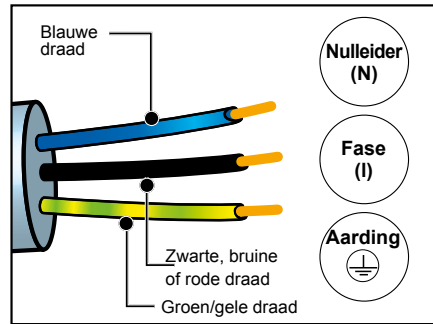 Blauwe
draad
Nulleider
(N)
Fase
(I)
Aarding
Zwarte, bruine
of rode draad
Groen/gele draad